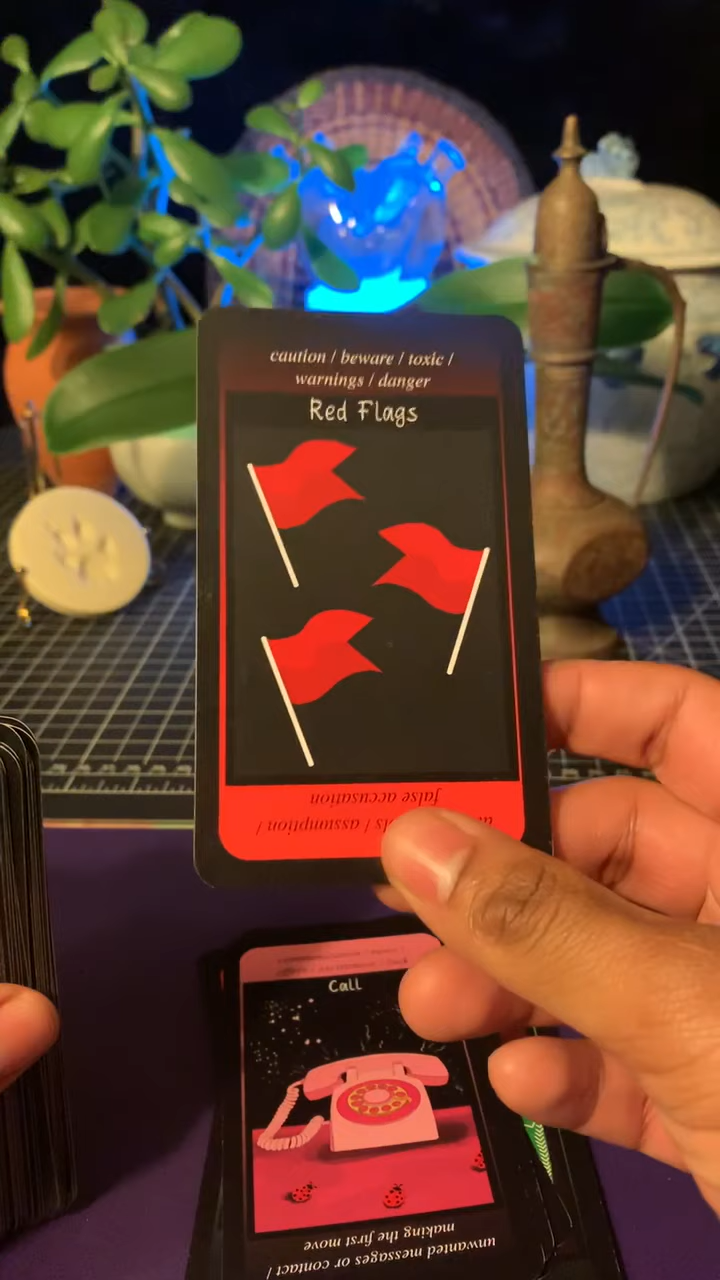 caution / beware / toxic /
warnings / danger
Red Flags
false accusation
/ assumption /
Call
making the first move
unwanted messages or contact /